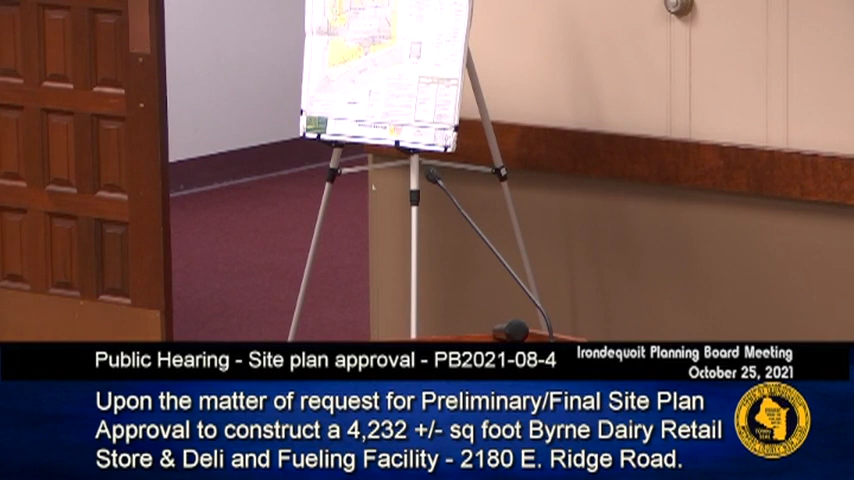 Public Hearing - Site plan approval - PB2021-08-4
Irondequoit Planning Board Meeting
October 25, 2021
Upon the matter of request for Preliminary/Final Site Plan
Approval to construct a 4,232 +/- sq foot Byrne Dairy Retail
Store & Deli and Fueling Facility - 2180 E. Ridge Road.